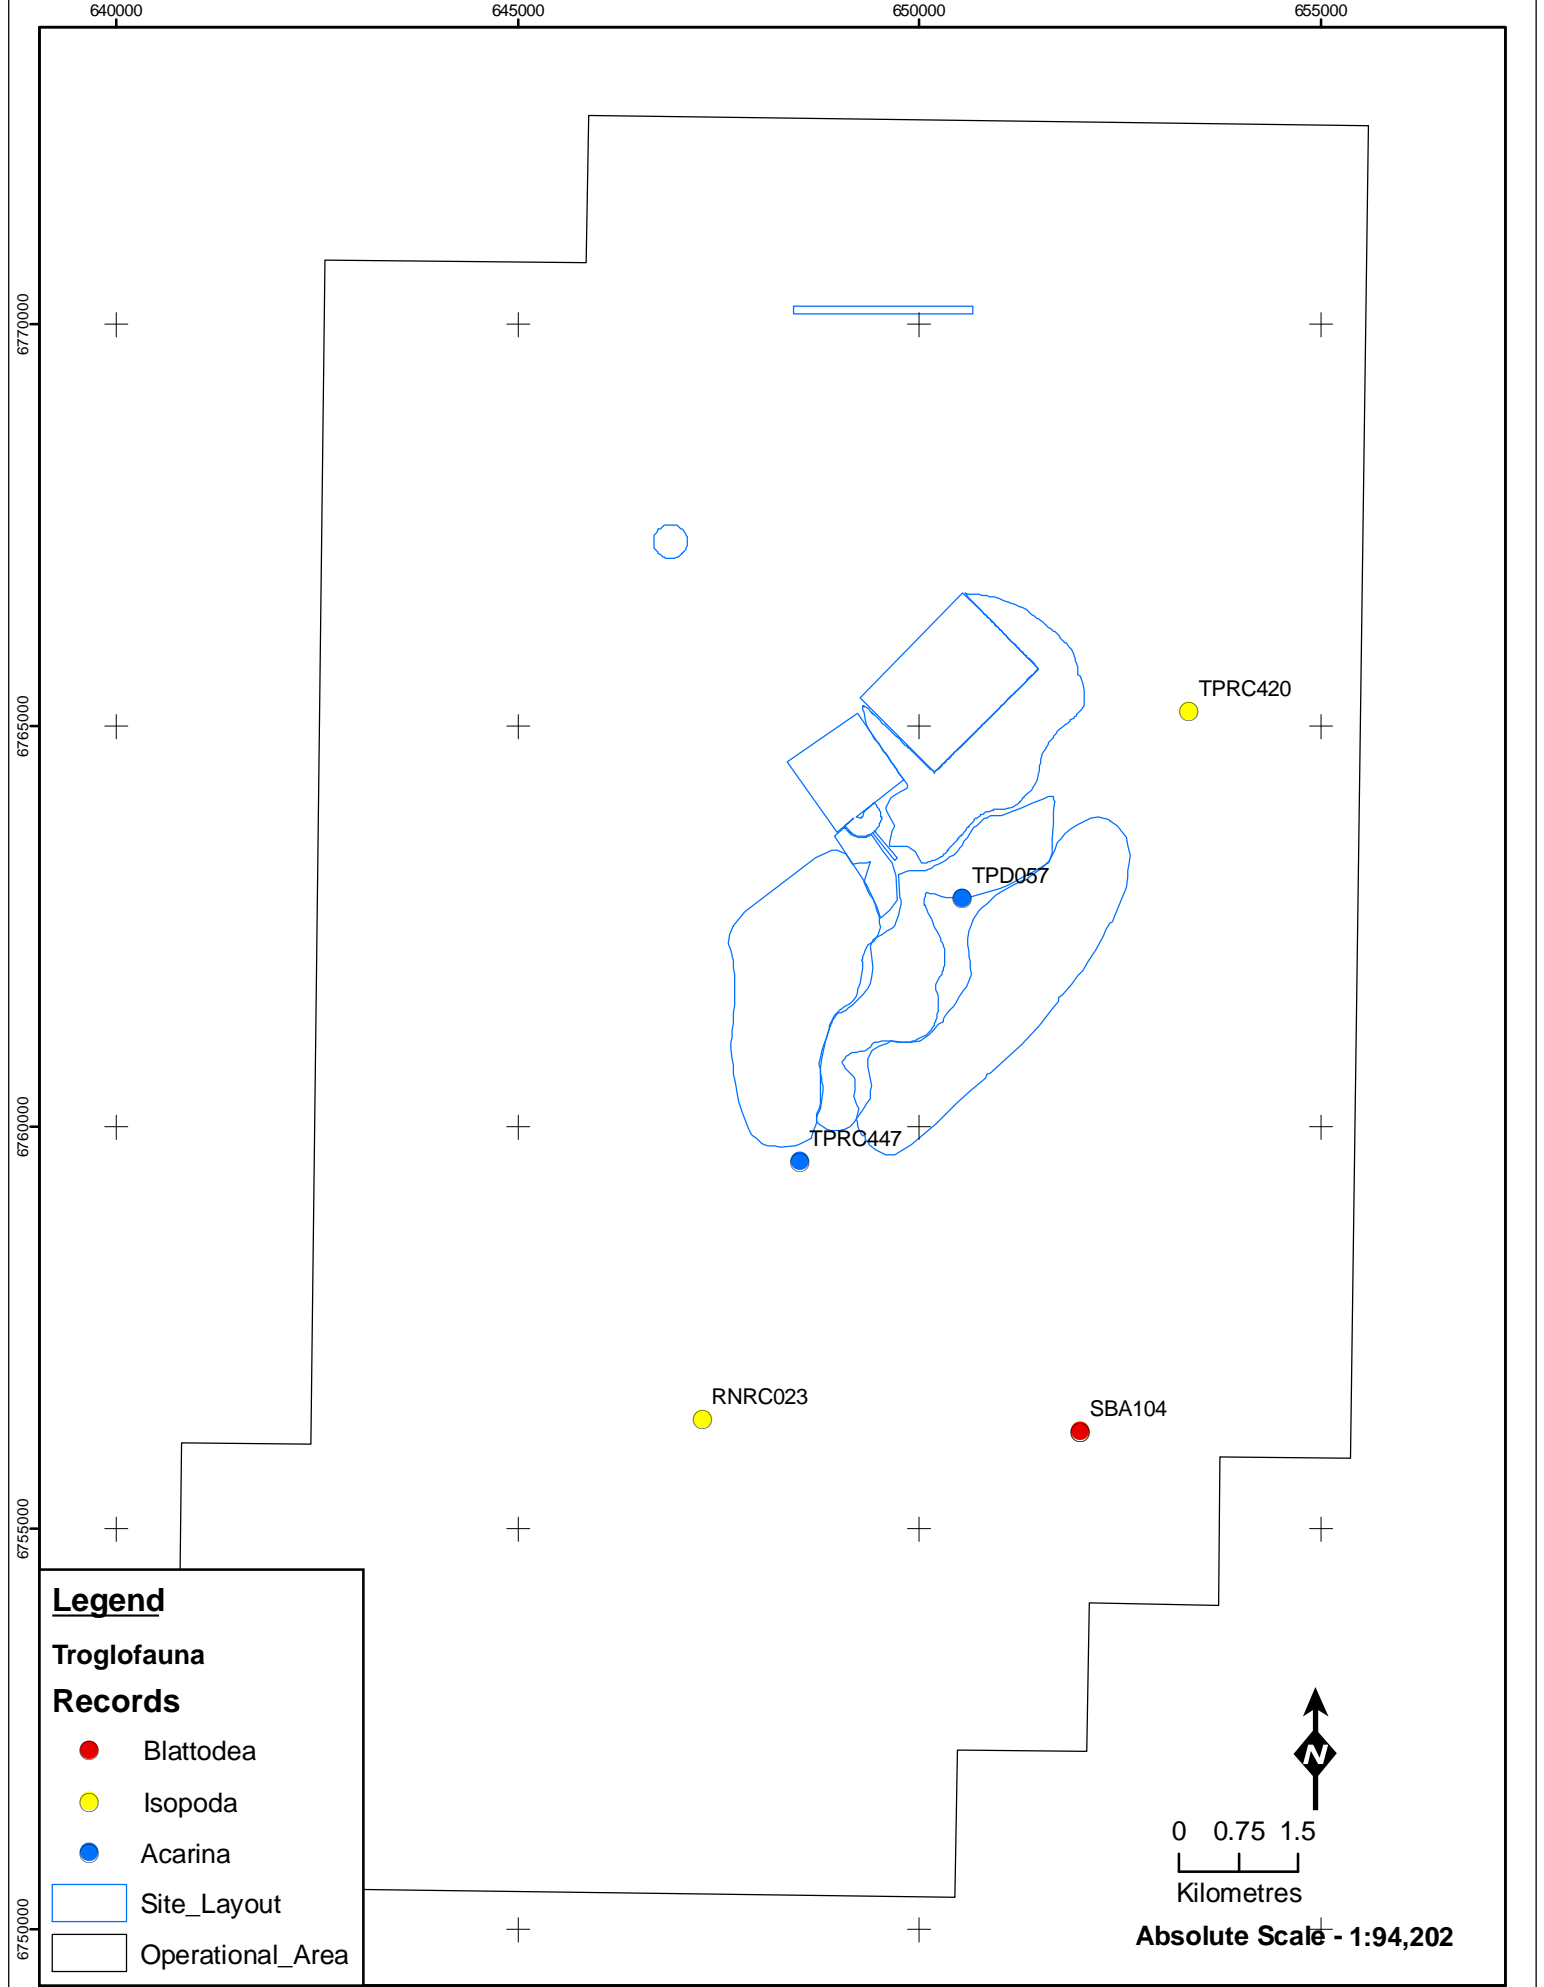 640000
645000
650000
655000
6770000
6765000
6760000
6755000
6750000
TPRC420
TPD057
TPRC447
RNRC023
SBA104
Legend
Troglofauna
Records
Blattodea
Isopoda
Acarina
Site_Layout
Operational_Area
N
0 0.75 1.5
Kilometres
Absolute Scale - 1:94,202